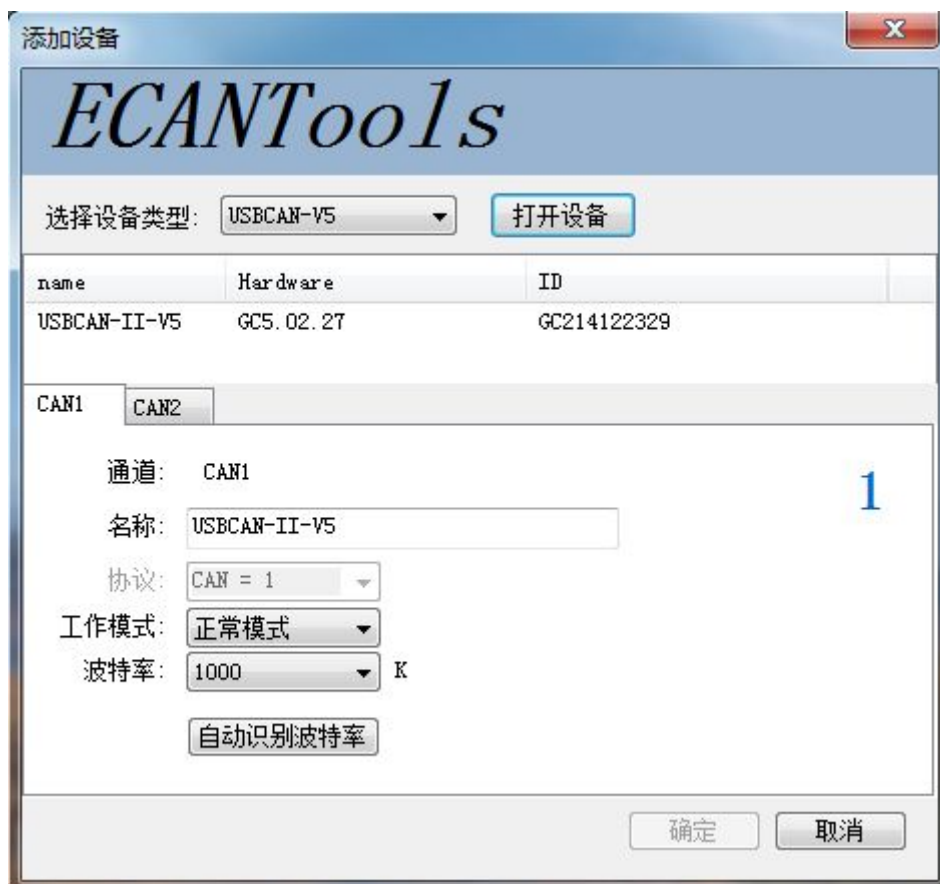 添加设备
ECANTools
选择设备类型: USBCAN-V5 打开设备
name Hardware ID
USBCAN-II-V5 GC5.02.27 GC214122329
CAN1 CAN2
通道: CAN1
1
名称: USBCAN-II-V5
协议: CAN = 1
工作模式: 正常模式
波特率: 1000 K
自动识别波特率
确定 取消